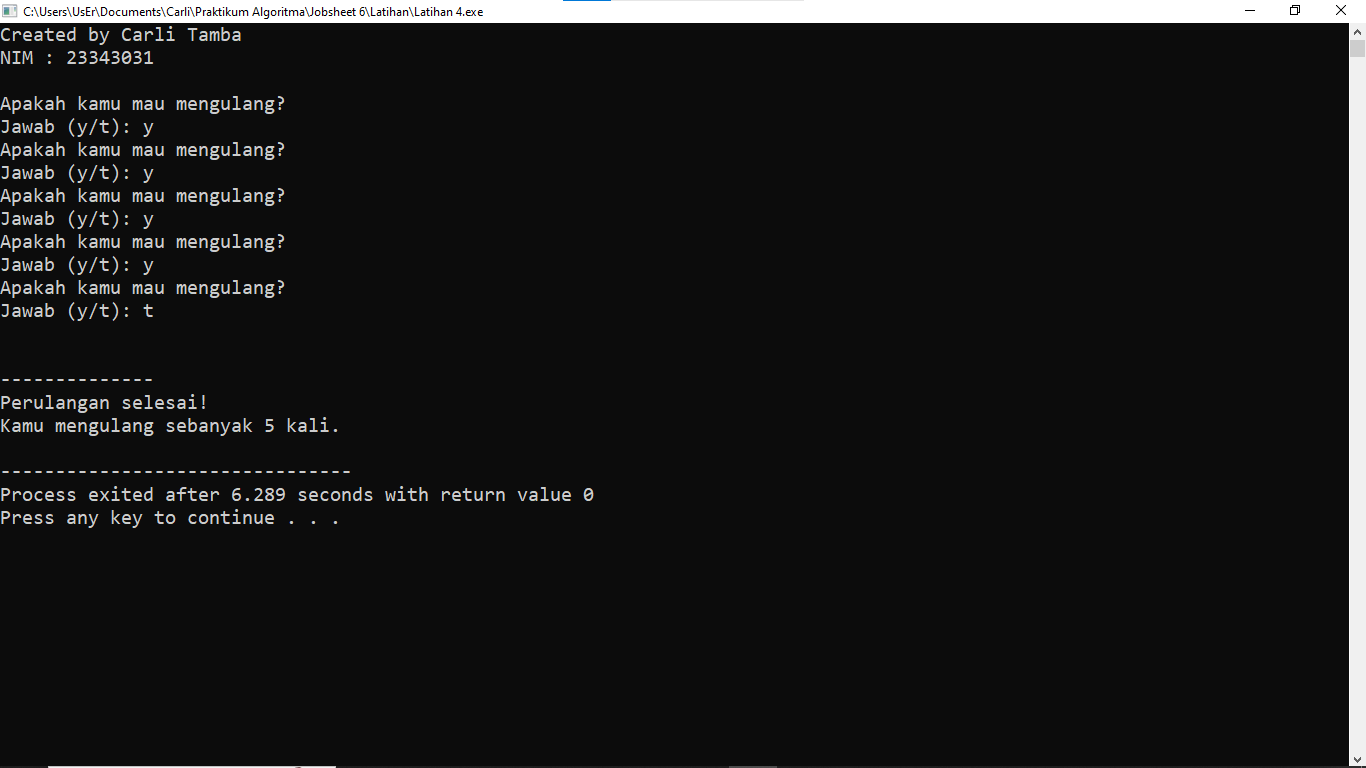 C:\Users\UsEr\Documents\Carli\Praktikum Algoritma\Jobsheet 6\Latihan\Latihan 4.exe
Created by Carli Tamba
NIM : 23343031
Apakah kamu mau mengulang?
Jawab (y/t): y
Apakah kamu mau mengulang?
Jawab (y/t): y
Apakah kamu mau mengulang?
Jawab (y/t): y
Apakah kamu mau mengulang?
Jawab (y/t): y
Apakah kamu mau mengulang?
Jawab (y/t): t
--------------
Perulangan selesai!
Kamu mengulang sebanyak 5 kali.
--------------------------------
Process exited after 6.289 seconds with return value 0
Press any key to continue . . .